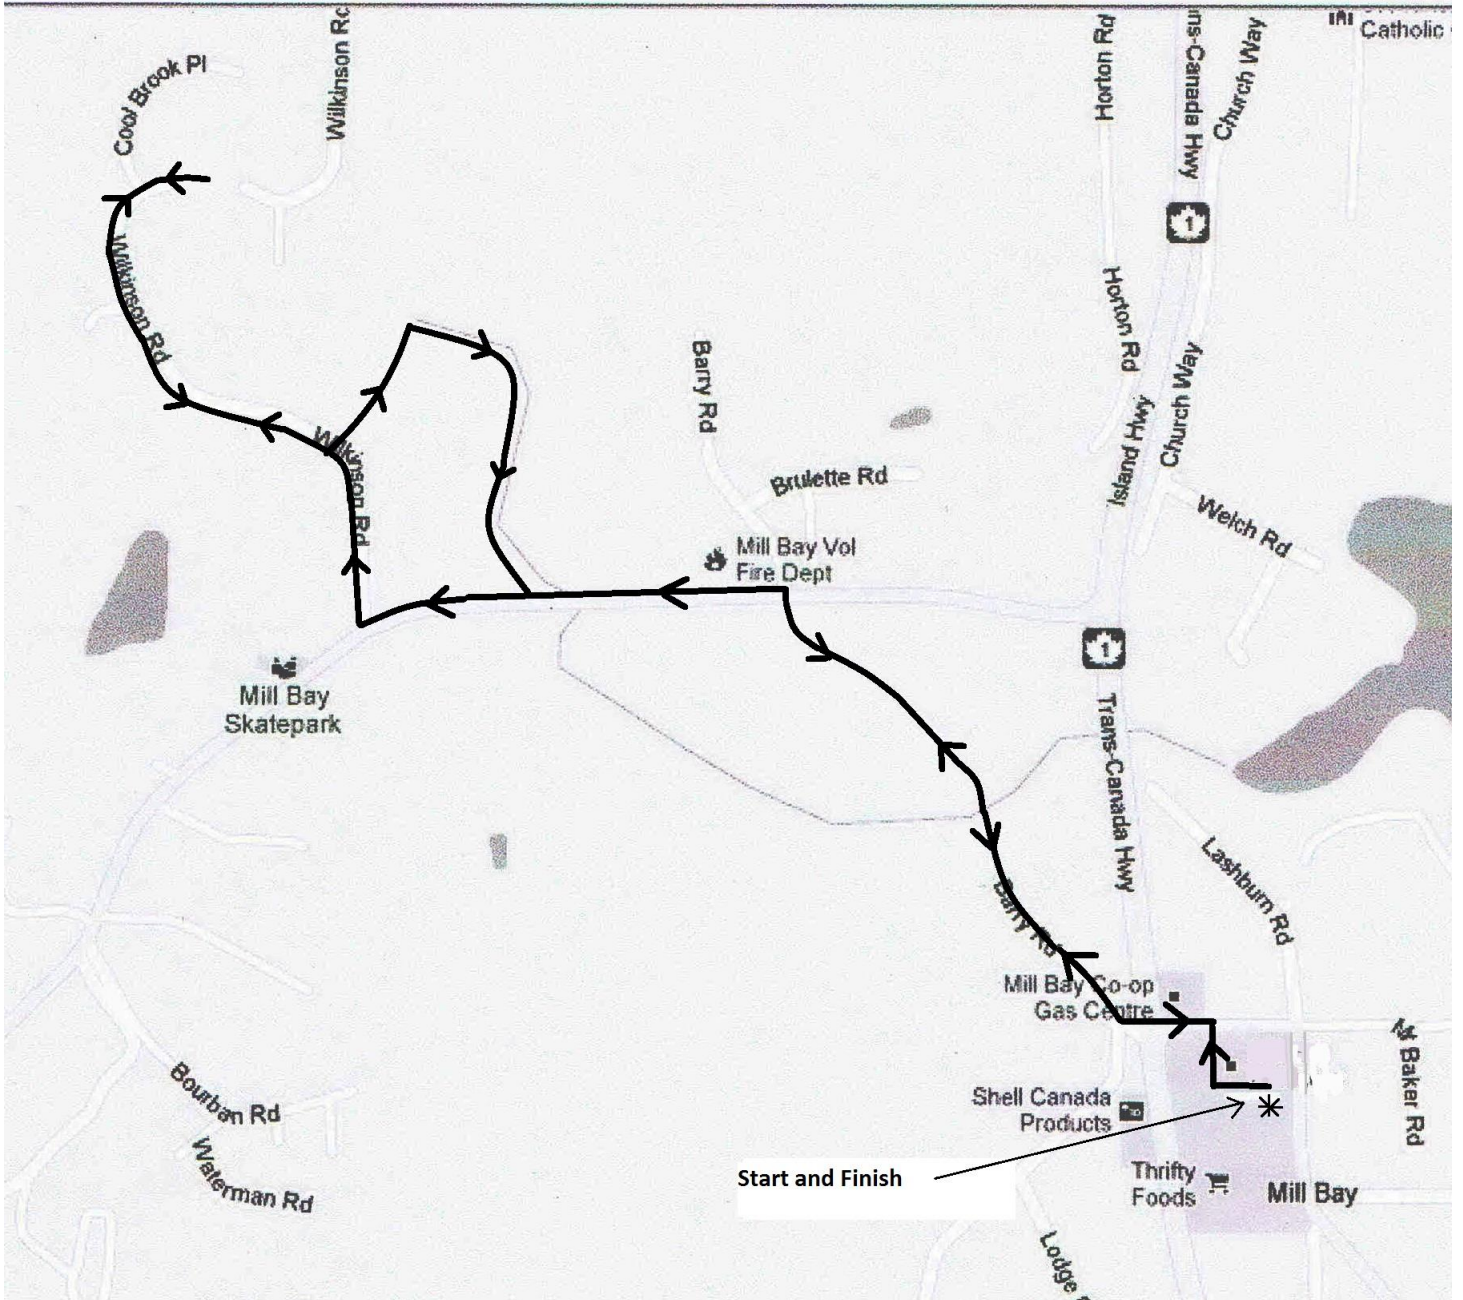 Catholic
Cool Brook Pl
Wilkinson Rd
Horton Rd
ns-Canada Hwy
Church Way
1
Wilkinson Rd
Horton Rd
Barry Rd
Church Way
Island Hwy
Wilkinson Rd
Brulette Rd
Welch Rd
Mill Bay Vol
Fire Dept
1
Mill Bay
Skatepark
Trans-Canada Hwy
Lashburn Rd
Barry Rd
Mill Bay Co-op
Gas Centre
Mt Baker Rd
Bourban Rd
Shell Canada
Products
Waterman Rd
Start and Finish
Thrifty
Foods
Mill Bay
Lodge